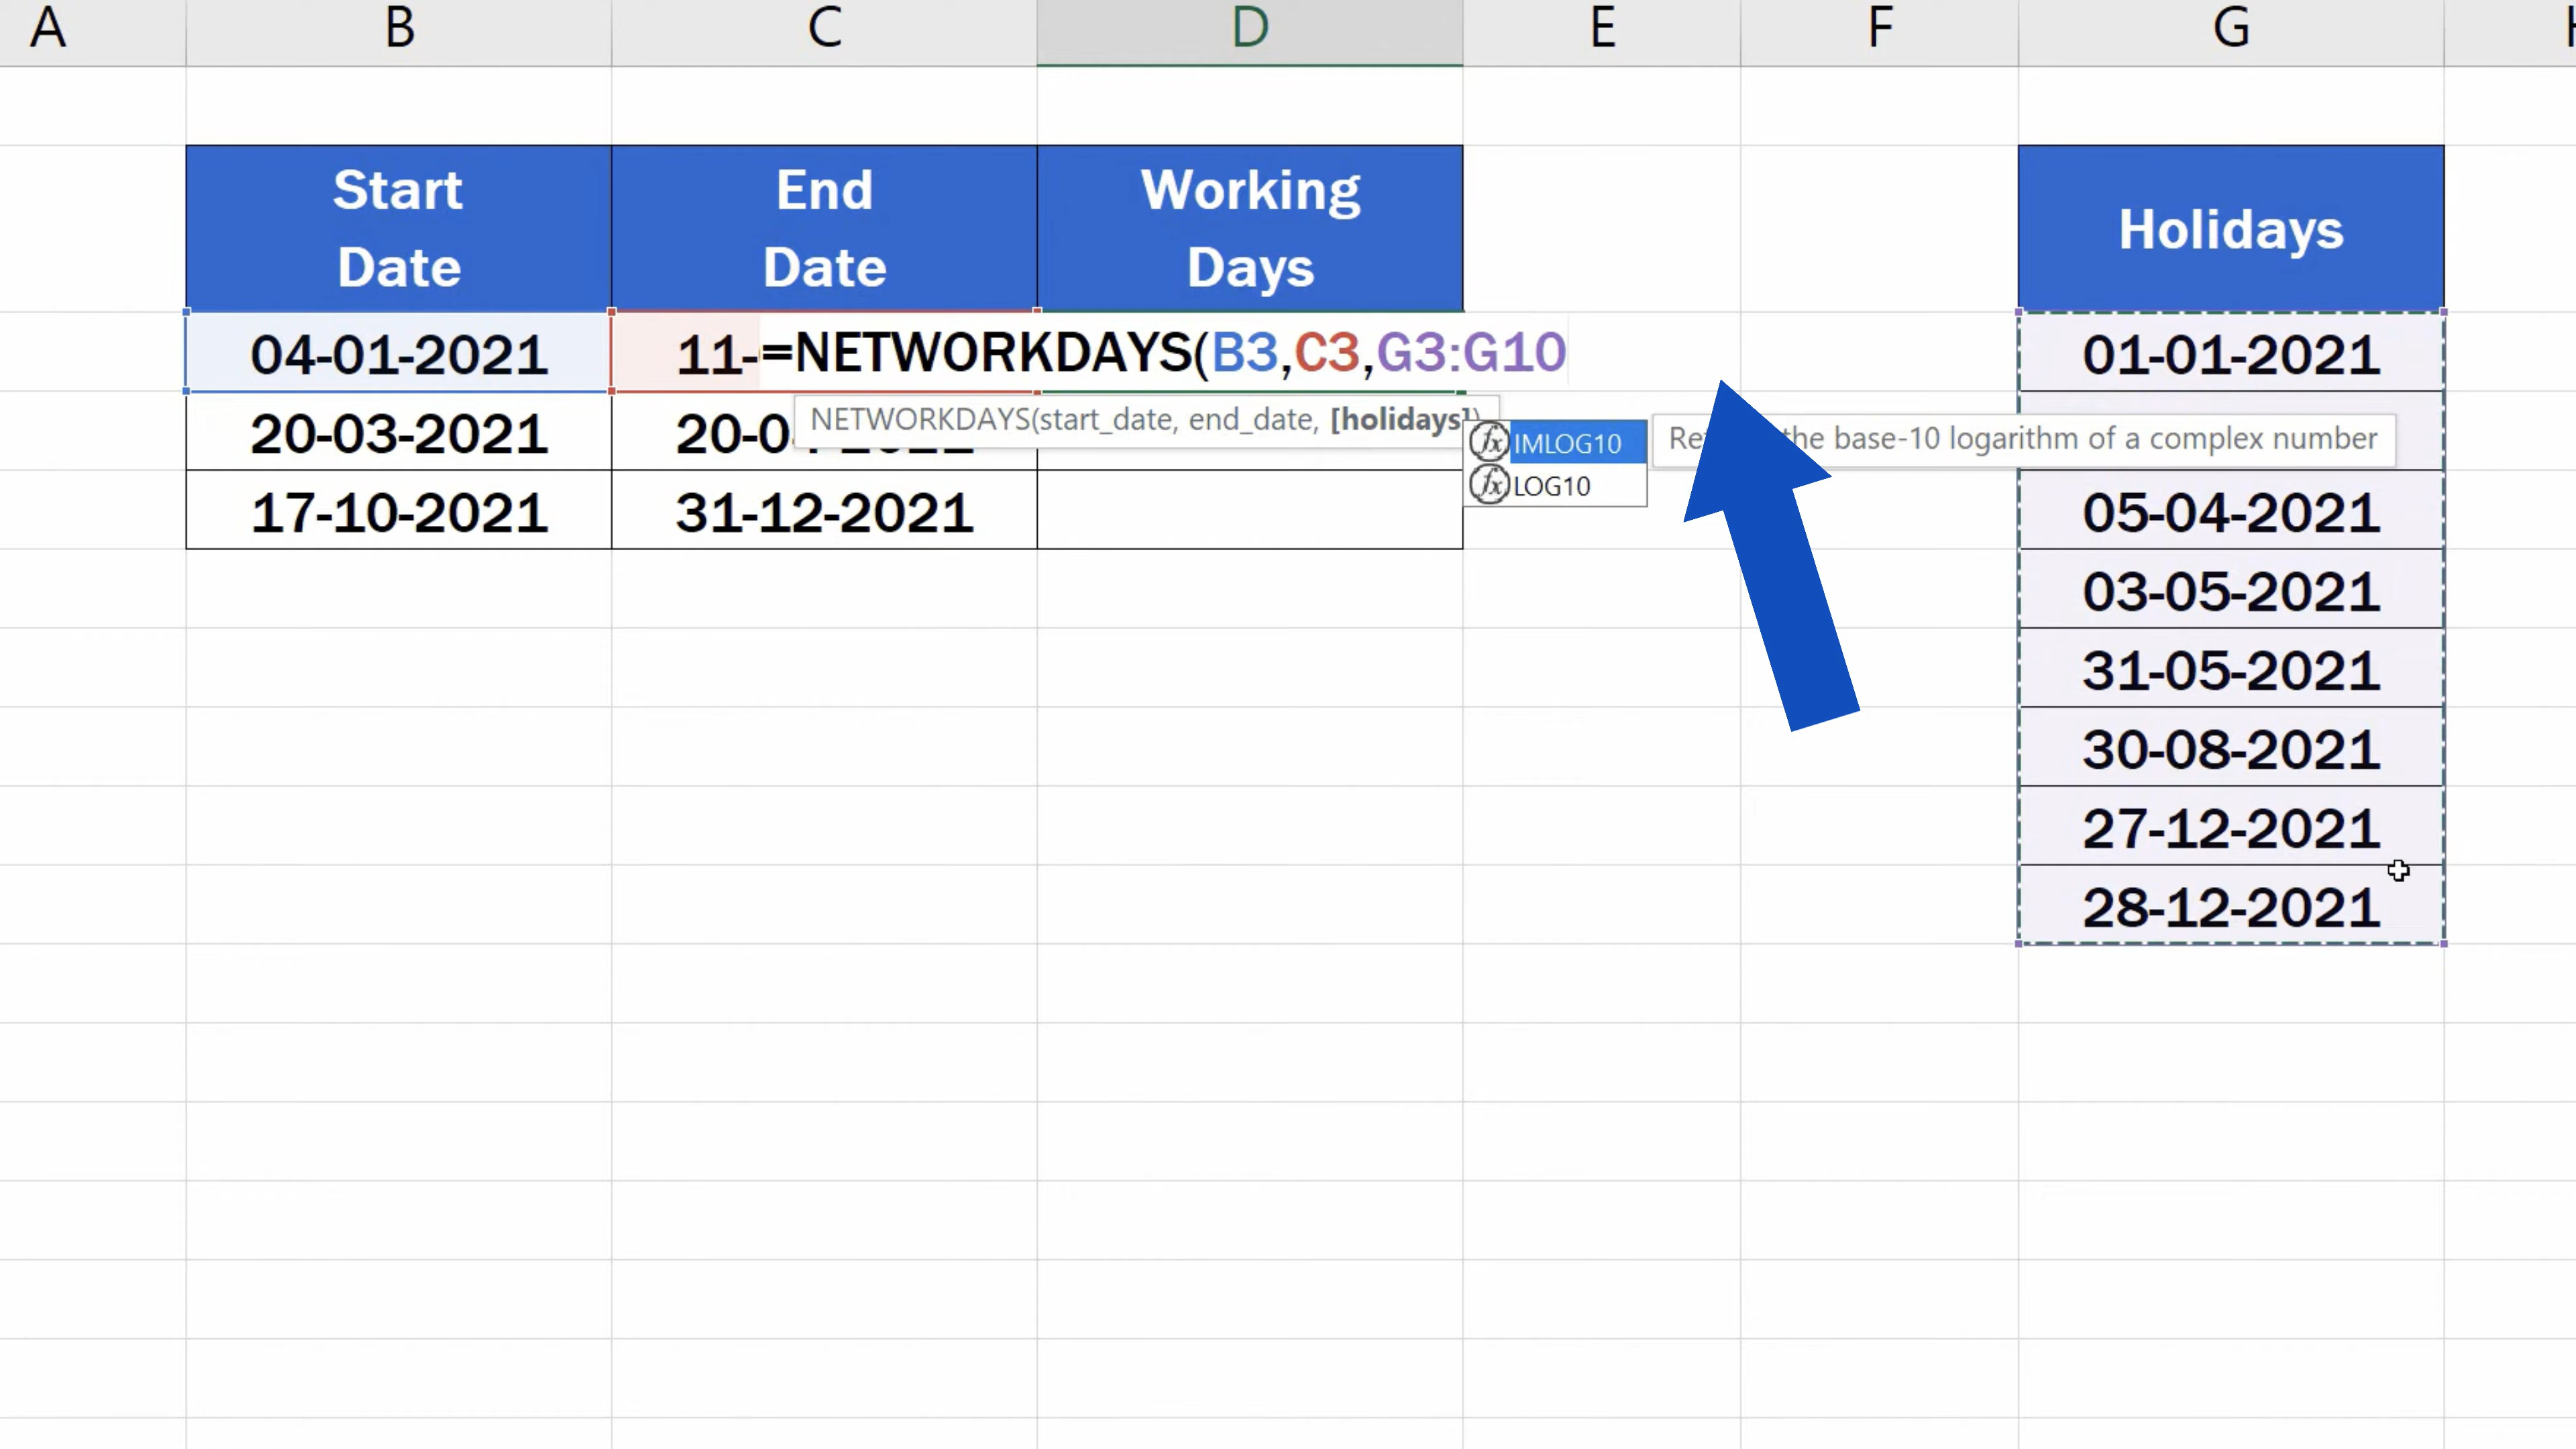 A B C D E F G
Start Date
End Date
Working Days
Holidays
04-01-2021 11- =NETWORKDAYS(B3,C3,G3:G10 01-01-2021
NETWORKDAYS(start_date, end_date, [holidays])
20-03-2021 20-0
IMLOG10 the base-10 logarithm of a complex number
LOG10
17-10-2021 31-12-2021 05-04-2021
03-05-2021
31-05-2021
30-08-2021
27-12-2021
28-12-2021